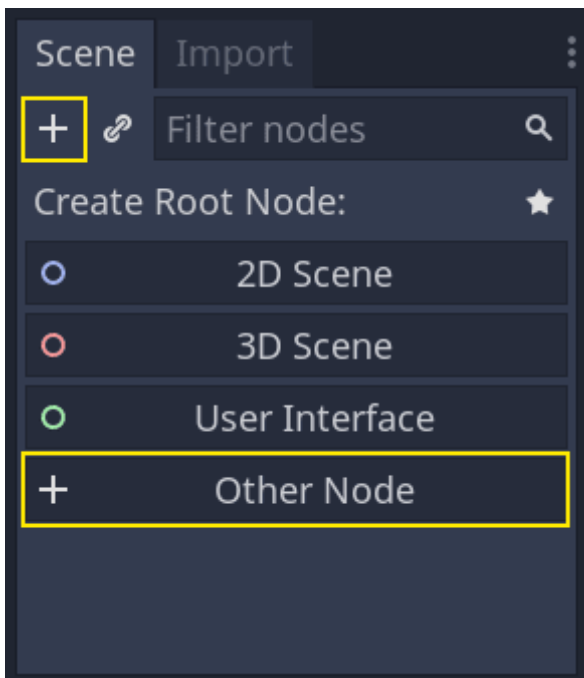 Scene Import
Filter nodes
Create Root Node:
2D Scene
3D Scene
User Interface
Other Node